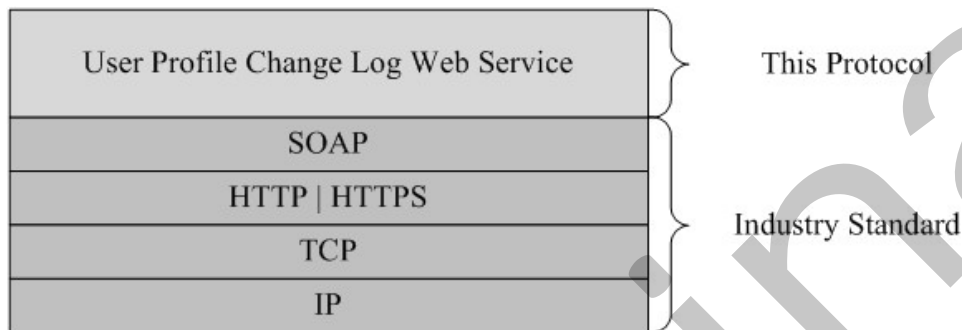 User Profile Change Log Web Service
This Protocol
SOAP
HTTP | HTTPS
TCP
IP
Industry Standard